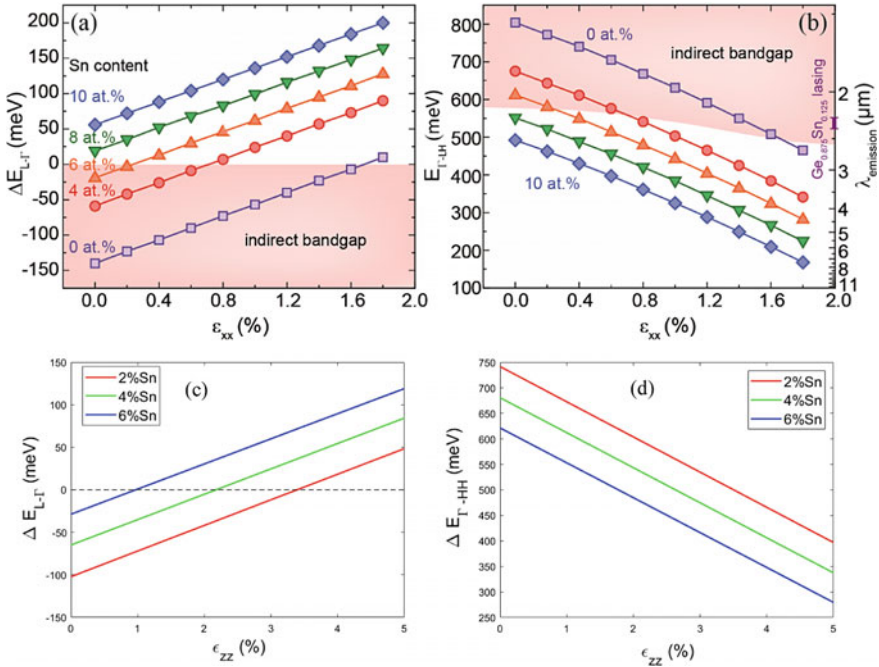 (a)
200
150
100
50
0
-50
-100
-150
ΔE_L-Γ (meV)
Sn content
10 at.%
8 at.%
6 at.%
4 at.%
0 at.%
indirect bandgap
0.0 0.4 0.8 1.2 1.6 2.0
ε_xx (%)
(b)
800
700
600
500
400
300
200
100
E_Γ-LH (meV)
0 at.%
indirect bandgap
10 at.%
0.0 0.4 0.8 1.2 1.6 2.0
ε_xx (%)
2
3
4
5
6
8
11
Ge_0.875Sn_0.125 lasing
λ_emission (μm)
(c)
150
100
50
0
-50
-100
-150
Δ E_L-Γ (meV)
2%Sn
4%Sn
6%Sn
0 1 2 3 4 5
ϵ_zz (%)
(d)
750
700
650
600
550
500
450
400
350
300
250
Δ E_Γ-HH (meV)
2%Sn
4%Sn
6%Sn
0 1 2 3 4 5
ϵ_zz (%)